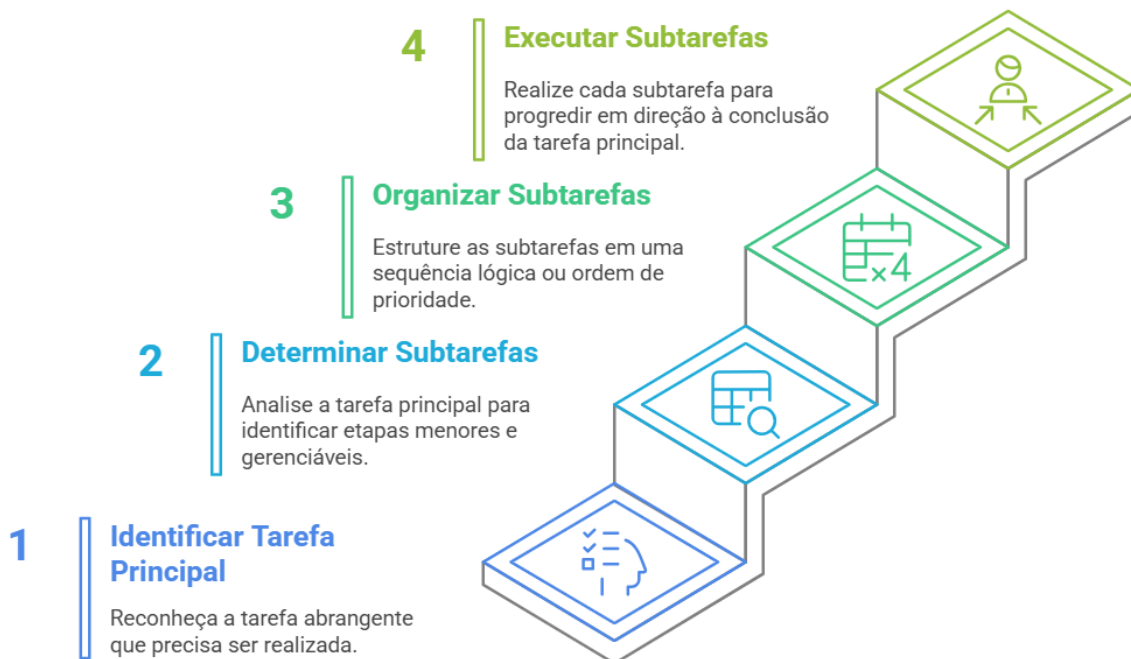 4
Executar Subtarefas
Realize cada subtarefa para
progredir em direção à conclusão
da tarefa principal.
3
Organizar Subtarefas
Estruture as subtarefas em uma
sequência lógica ou ordem de
prioridade.
×4
2
Determinar Subtarefas
Analise a tarefa principal para
identificar etapas menores e
gerenciáveis.
1
Identificar Tarefa
Principal
Reconheça a tarefa abrangente
que precisa ser realizada.